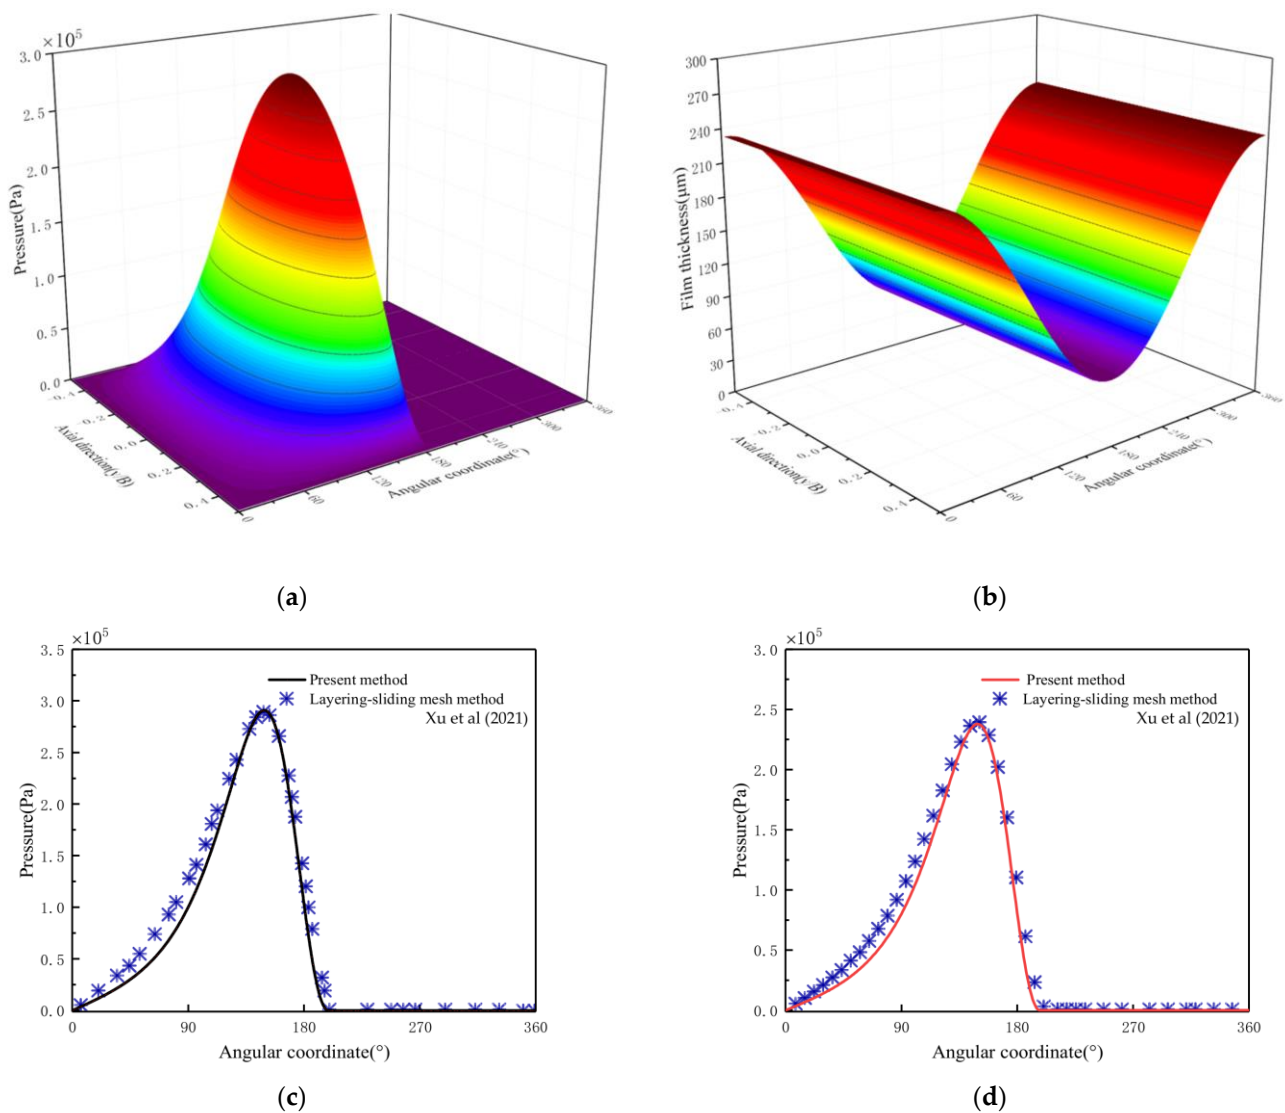 ×10⁵
3.0
2.5
2.0
1.5
1.0
0.5
0.0
Pressure(Pa)
-0.4
-0.2
0.0
0.2
0.4
Axial direction(y/B)
0
60
120
180
210
300
360
Angular coordinate(°)
(a)
300
270
240
210
180
150
120
90
60
30
0
Film thickness(μm)
-0.4
-0.2
0.0
0.2
0.4
Axial direction(y/B)
0
60
120
180
210
300
360
Angular coordinate(°)
(b)
×10⁵
3.5
3.0
2.5
2.0
1.5
1.0
0.5
0.0
Pressure(Pa)
Present method
Layering-sliding mesh method
Xu et al (2021)
0 90 180 270 360
Angular coordinate(°)
(c)
×10⁵
3.0
2.5
2.0
1.5
1.0
0.5
0.0
Pressure(Pa)
Present method
Layering-sliding mesh method
Xu et al (2021)
0 90 180 270 360
Angular coordinate(°)
(d)